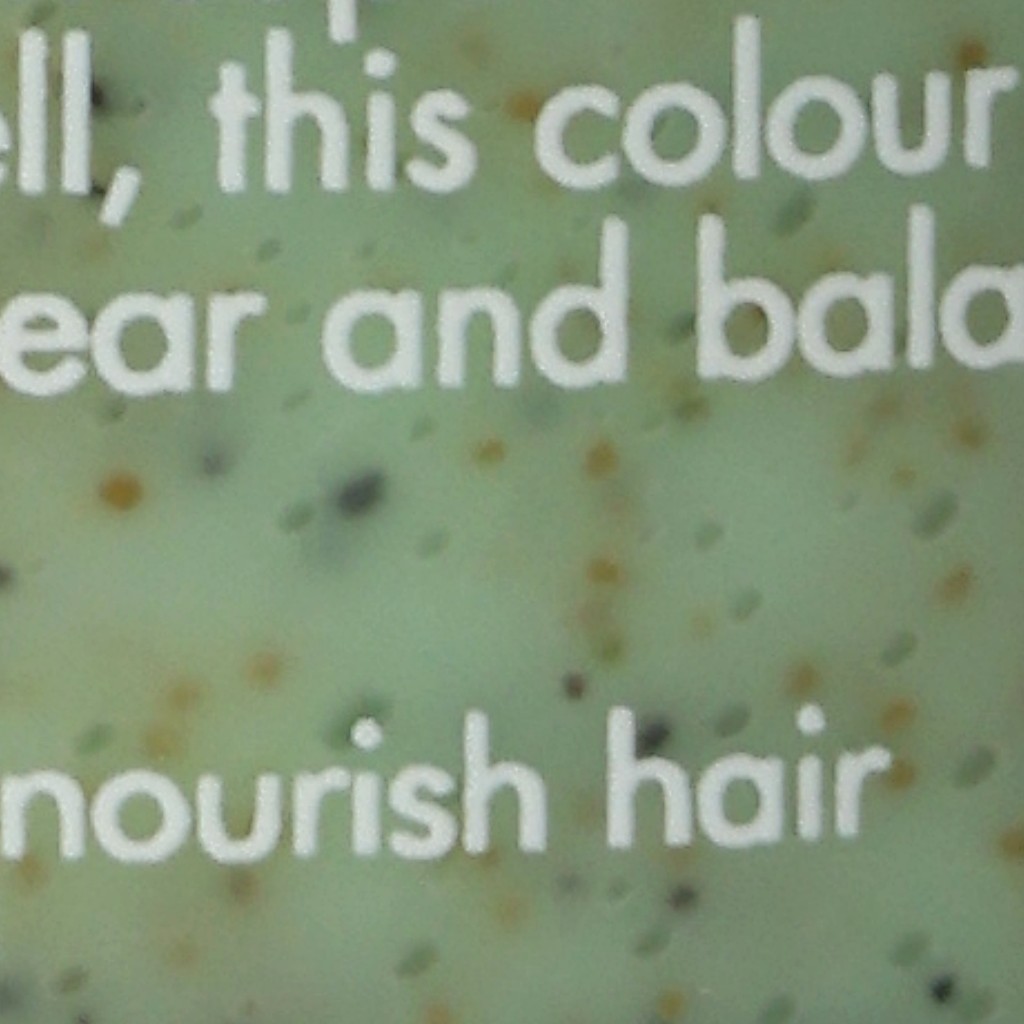 ell, this colour
ear and bala
nourish hair